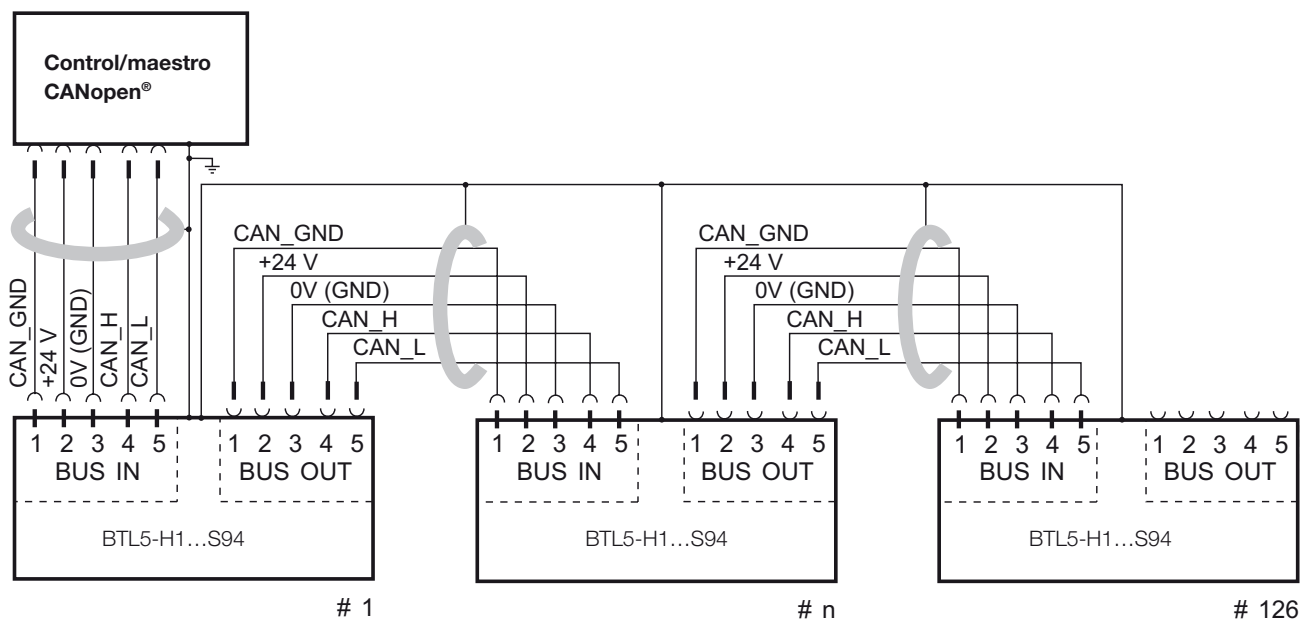 Control/maestro
CANopen®
CAN_GND
+24 V
0V (GND)
CAN_H
CAN_L
CAN_GND
+24 V
0V (GND)
CAN_H
CAN_L
CAN_GND
+24 V
0V (GND)
CAN_H
CAN_L
1 2 3 4 5
BUS IN
1 2 3 4 5
BUS OUT
BTL5-H1...S94
# 1
1 2 3 4 5
BUS IN
1 2 3 4 5
BUS OUT
BTL5-H1...S94
# n
1 2 3 4 5
BUS IN
1 2 3 4 5
BUS OUT
BTL5-H1...S94
# 126